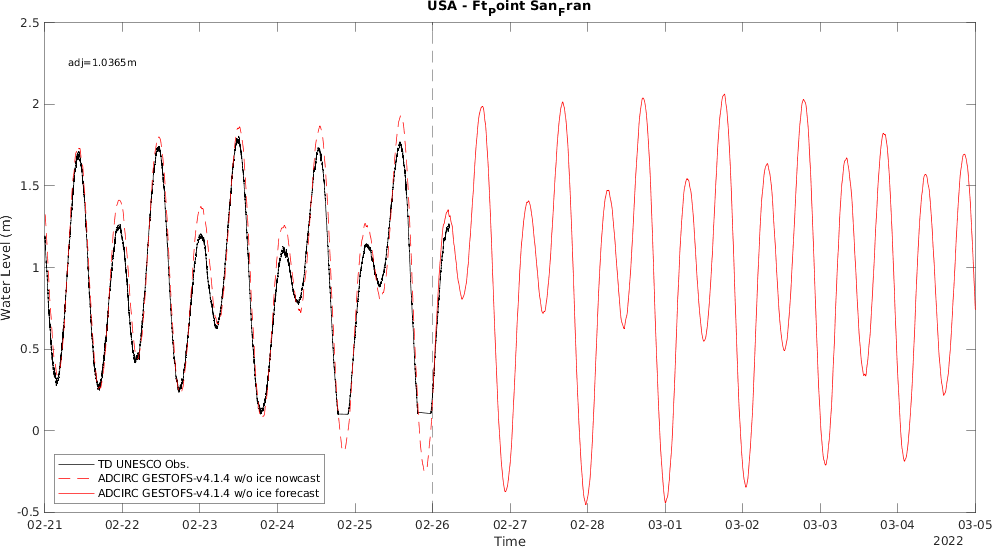 USA - FtPoint SanFran
adj=1.0365m
2.5
2
1.5
1
0.5
0
-0.5
Water Level (m)
TD UNESCO Obs.
ADCIRC GESTOFS-v4.1.4 w/o ice nowcast
ADCIRC GESTOFS-v4.1.4 w/o ice forecast
02-21 02-22 02-23 02-24 02-25 02-26 02-27 02-28 03-01 03-02 03-03 03-04 03-05
Time
2022